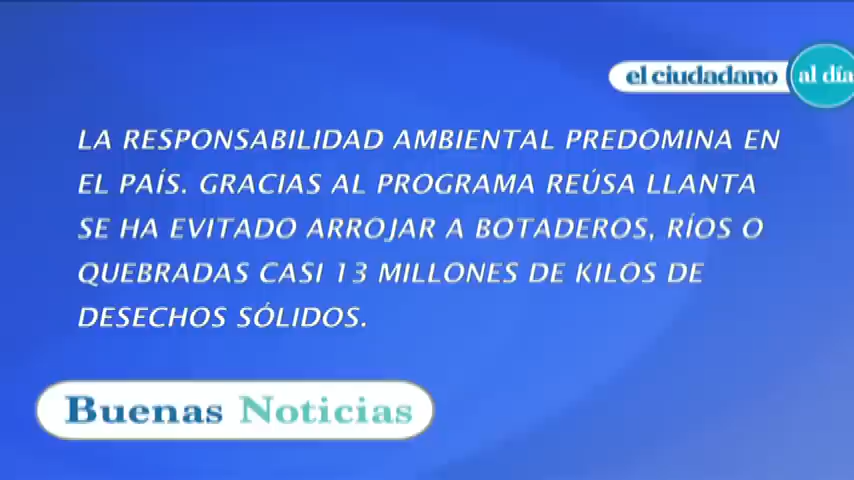 el ciudadano al día
LA RESPONSABILIDAD AMBIENTAL PREDOMINA EN
EL PAÍS. GRACIAS AL PROGRAMA REÚSA LLANTA
SE HA EVITADO ARROJAR A BOTADEROS, RÍOS O
QUEBRADAS CASI 13 MILLONES DE KILOS DE
DESECHOS SÓLIDOS.
Buenas Noticias